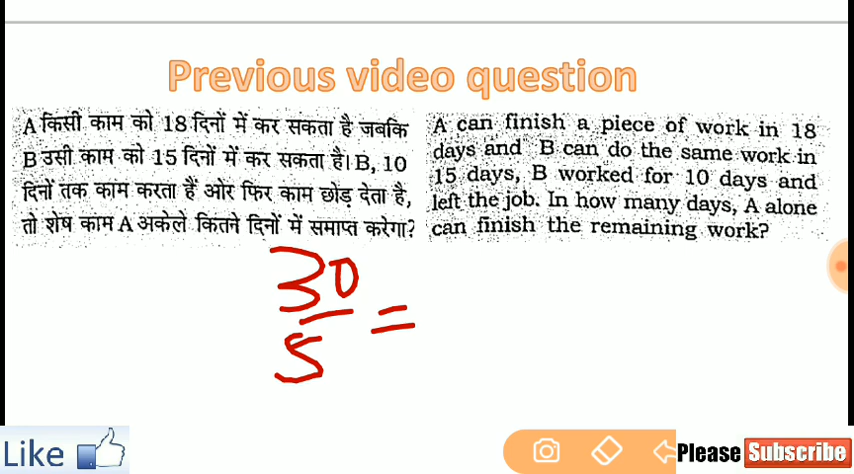 Previous video question
A किसी काम को 18 दिनों में कर सकता है जबकि
B उसी काम को 15 दिनों में कर सकता है। B, 10
दिनों तक काम करता हैं ओर फिर काम छोड़ देता है,
तो शेष काम A अकेले कितने दिनों में समाप्त करेगा?
A can finish a piece of work in 18
days and B can do the same work in
15 days, B worked for 10 days and
left the job. In how many days, A alone
can finish the remaining work?
30
5 =
Like
Please Subscribe